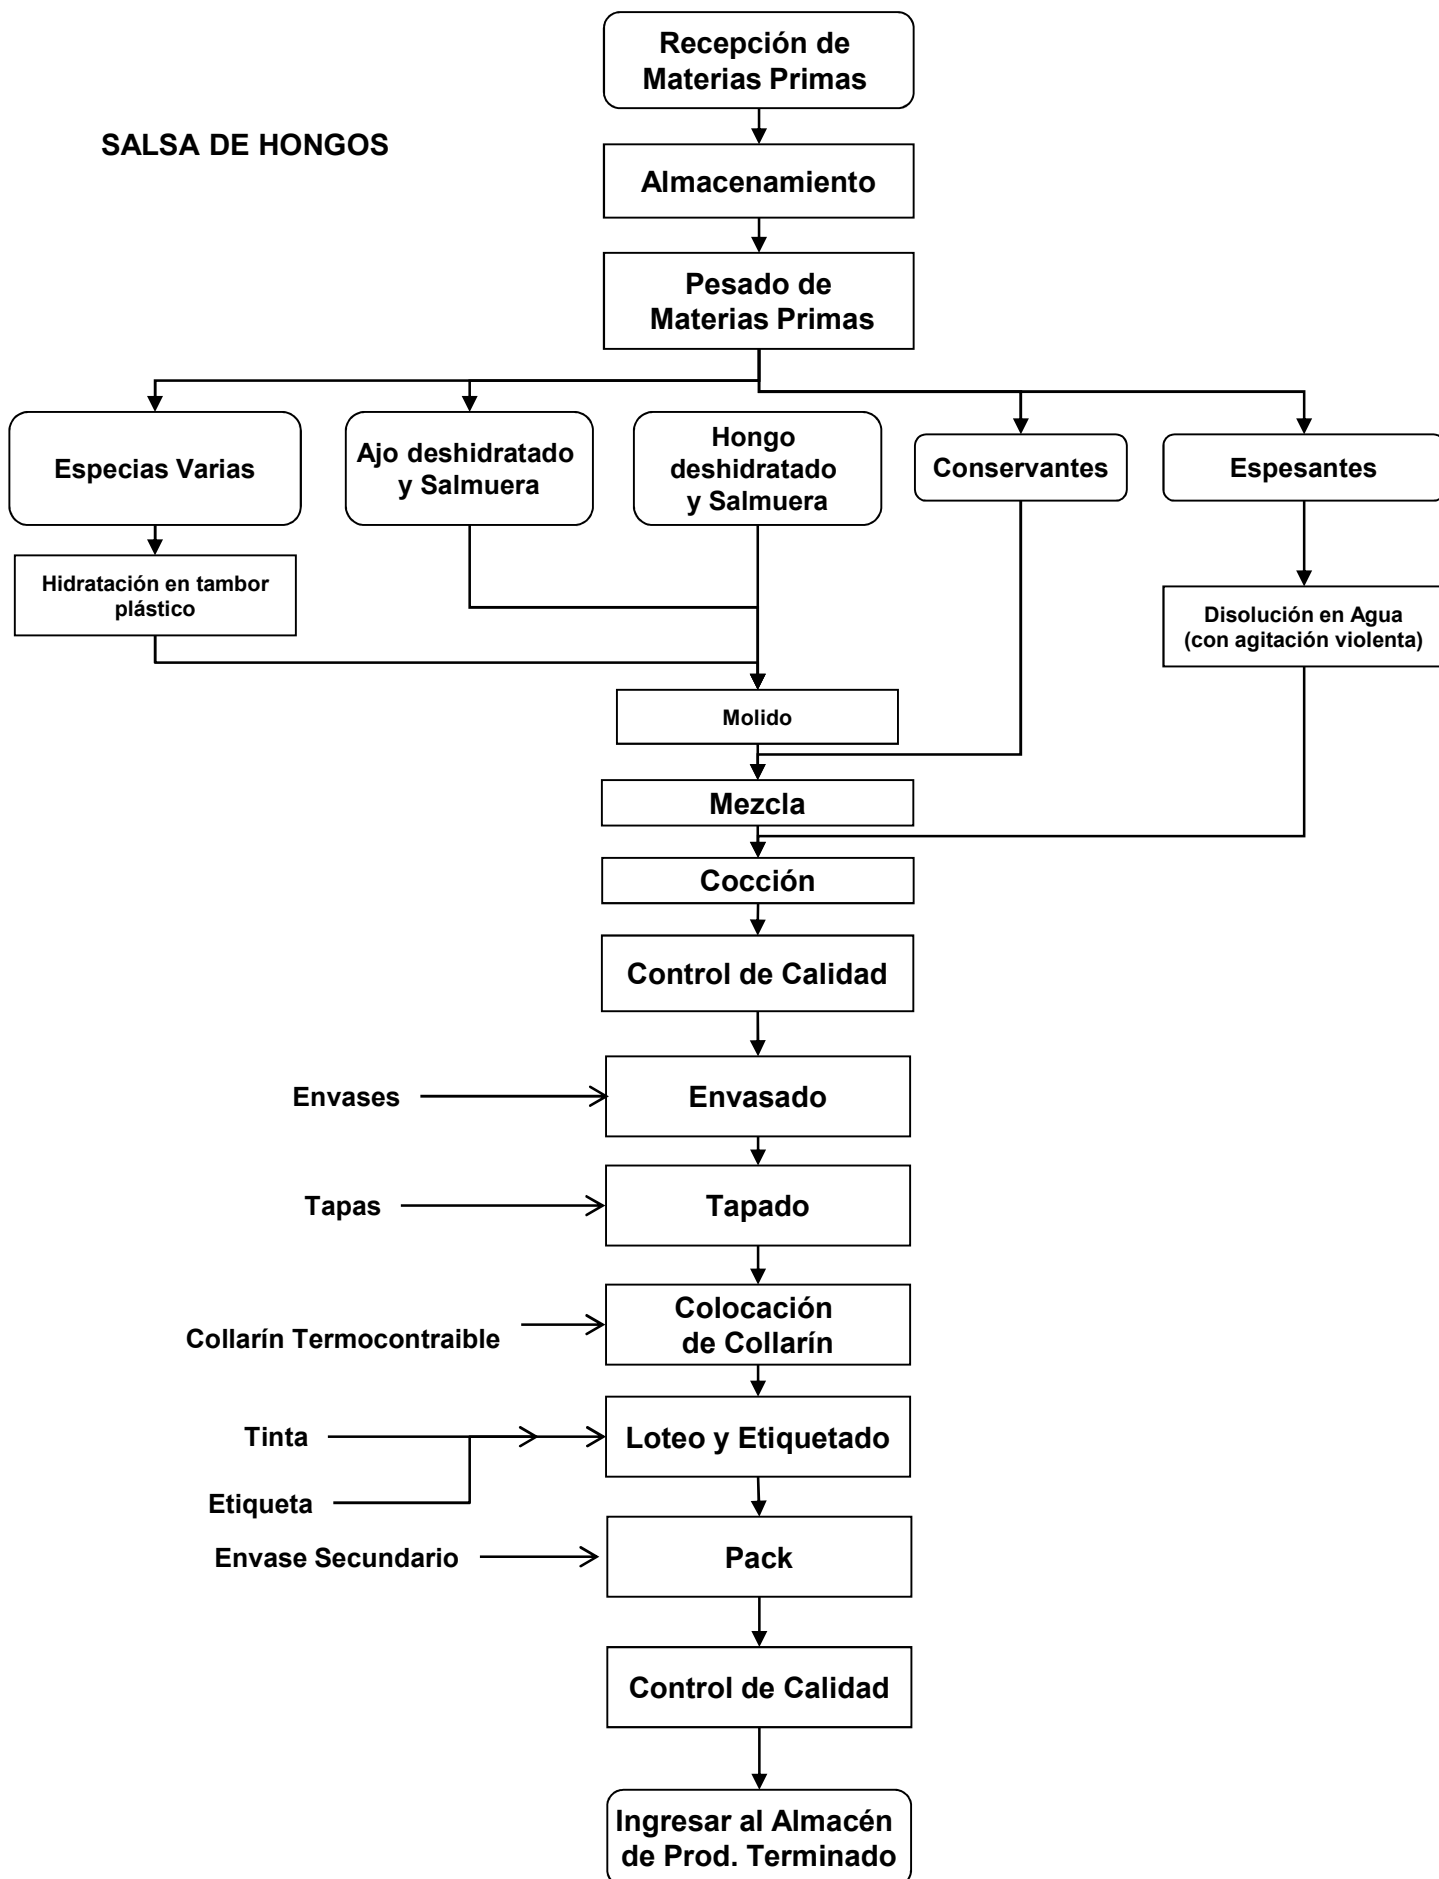 Recepción de
Materias Primas
SALSA DE HONGOS
Almacenamiento
Pesado de
Materias Primas
Especias Varias
Ajo deshidratado
y Salmuera
Hongo
deshidratado
y Salmuera
Conservantes
Espesantes
Hidratación en tambor
plástico
Disolución en Agua
(con agitación violenta)
Molido
Mezcla
Cocción
Control de Calidad
Envases
Envasado
Tapas
Tapado
Collarín Termocontraible
Colocación
de Collarín
Tinta
Loteo y Etiquetado
Etiqueta
Envase Secundario
Pack
Control de Calidad
Ingresar al Almacén
de Prod. Terminado